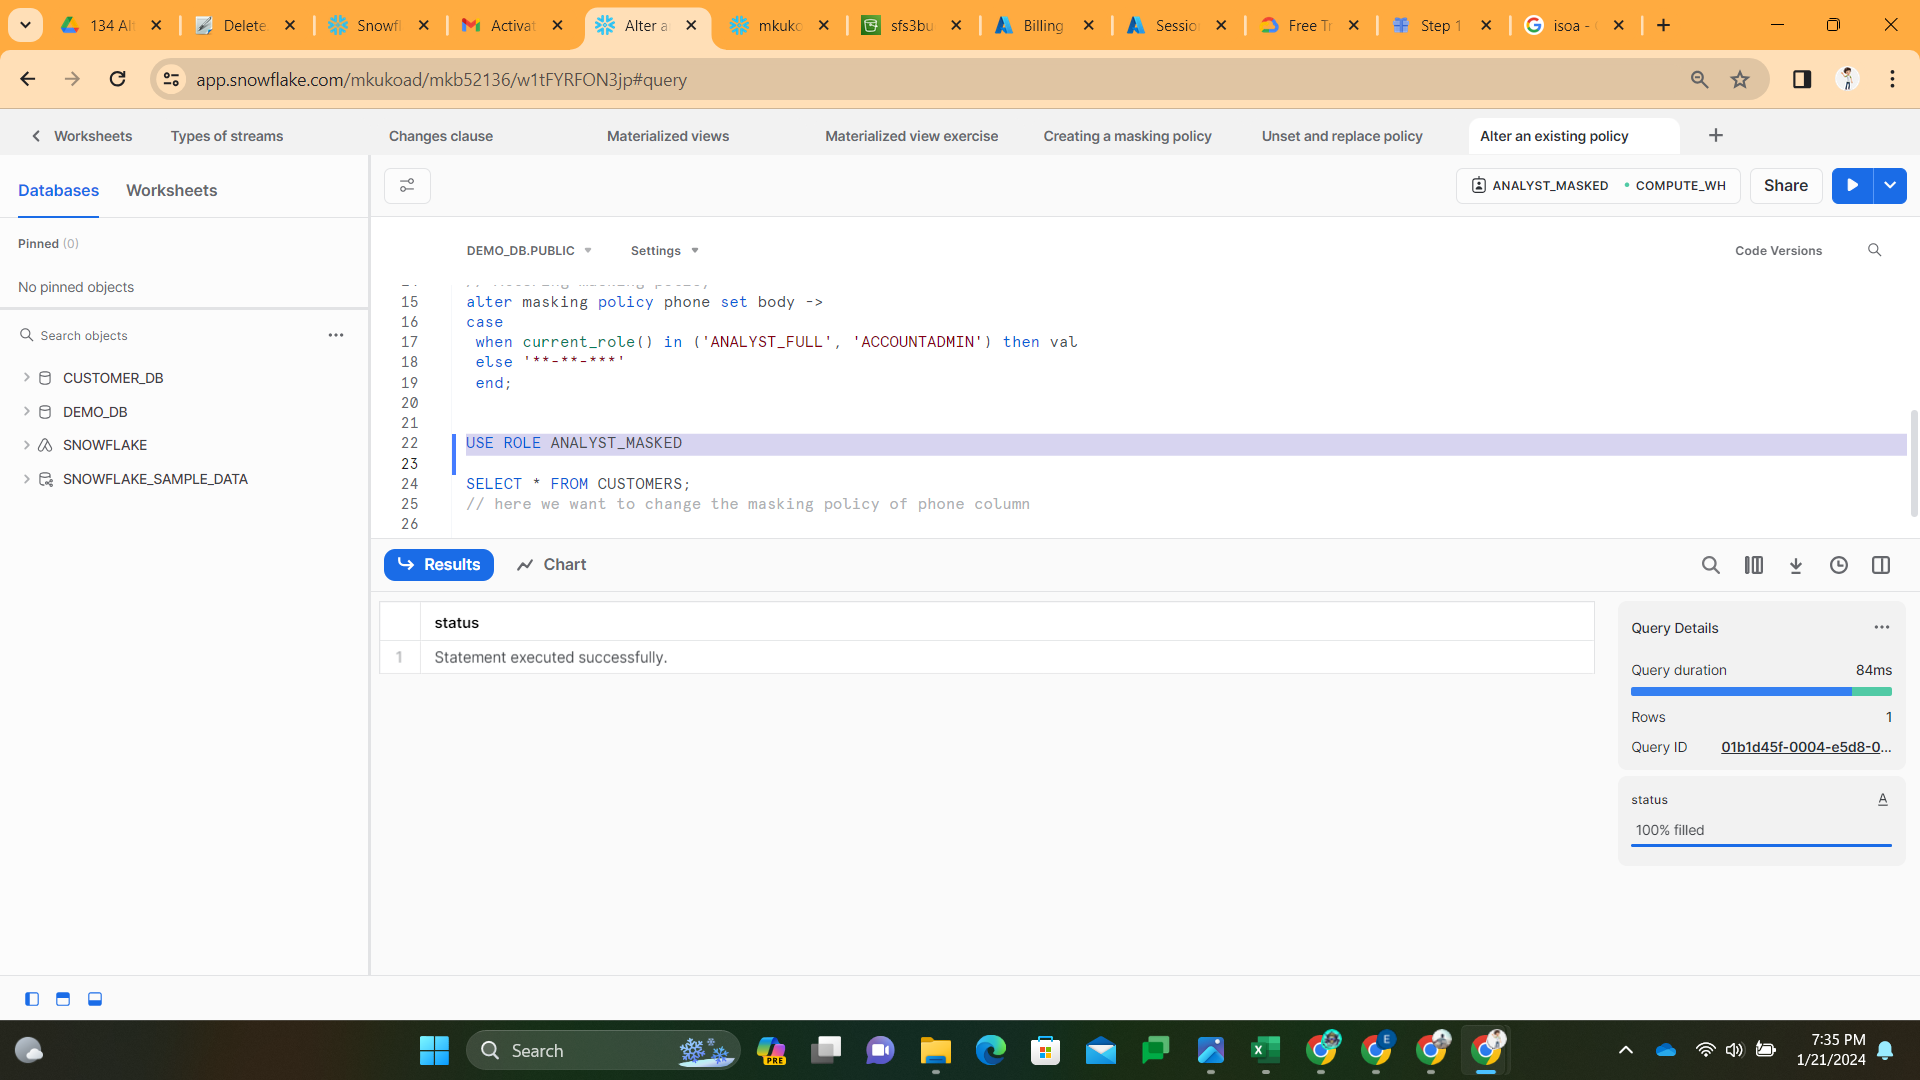 134 Alt
Delete
Snowfl
Activat
Alter a
mkuko
sfs3bu
Billing
Sessio
Free Tr
Step 1
isoa -
app.snowflake.com/mkukoad/mkb52136/w1tFYRFON3jp#query
Worksheets
Types of streams
Changes clause
Materialized views
Materialized view exercise
Creating a masking policy
Unset and replace policy
Alter an existing policy
Databases
Worksheets
ANALYST_MASKED
COMPUTE_WH
Share
Pinned (0)
No pinned objects
Search objects
CUSTOMER_DB
DEMO_DB
SNOWFLAKE
SNOWFLAKE_SAMPLE_DATA
DEMO_DB.PUBLIC
Settings
Code Versions
15 alter masking policy phone set body ->
16 case
17 when current_role() in ('ANALYST_FULL', 'ACCOUNTADMIN') then val
18 else '**-**-***'
19 end;
20
21
22 USE ROLE ANALYST_MASKED
23
24 SELECT * FROM CUSTOMERS;
25 // here we want to change the masking policy of phone column
26
Results
Chart
status
1 Statement executed successfully.
Query Details
Query duration 84ms
Rows 1
Query ID 01b1d45f-0004-e5d8-0...
status A
100% filled
Search
PRE
E
7:35 PM
1/21/2024